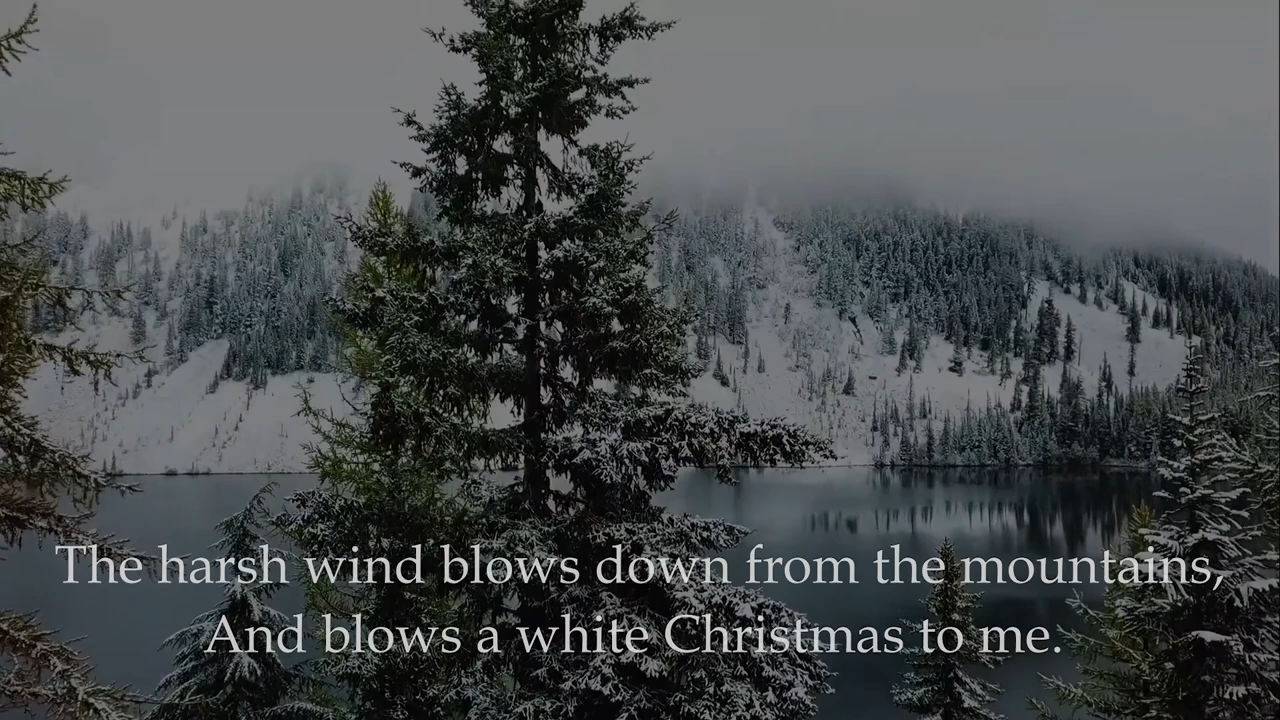 The harsh wind blows down from the mountains,
And blows a white Christmas to me.